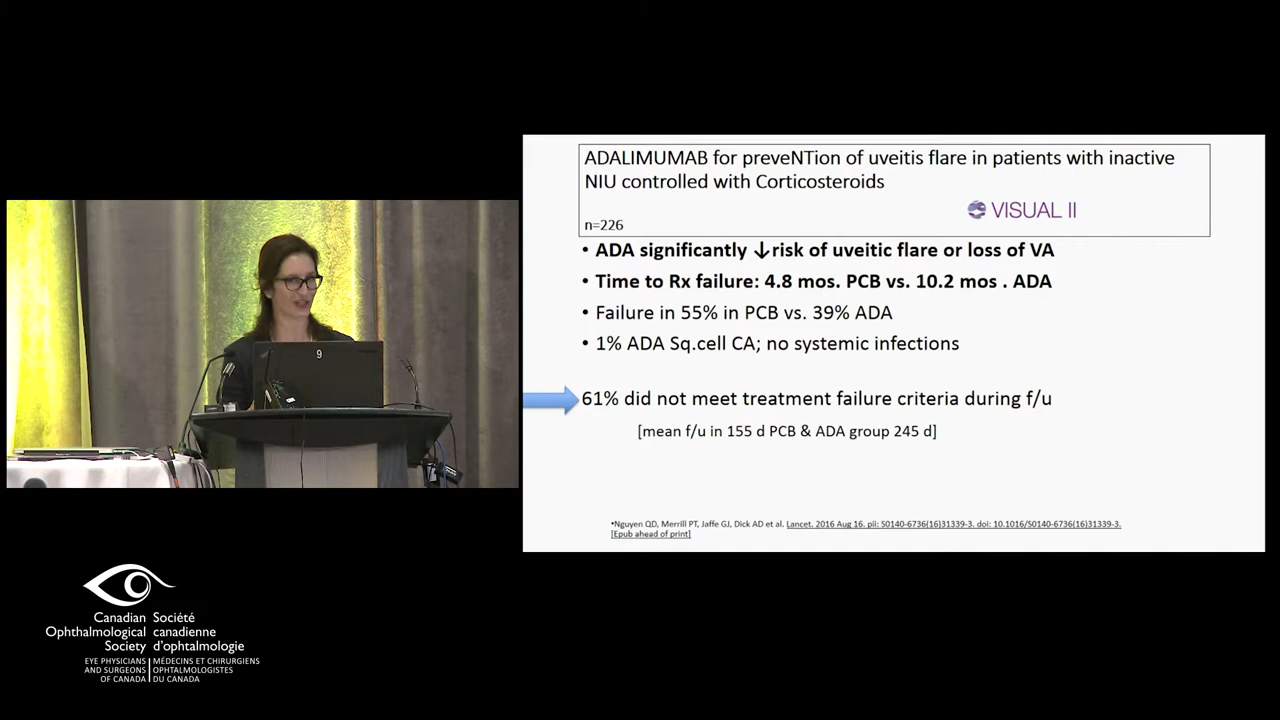 ADALIMUMAB for preveNTion of uveitis flare in patients with inactive
NIU controlled with Corticosteroids
VISUAL II
n=226
• ADA significantly ↓risk of uveitic flare or loss of VA
• Time to Rx failure: 4.8 mos. PCB vs. 10.2 mos . ADA
• Failure in 55% in PCB vs. 39% ADA
• 1% ADA Sq.cell CA; no systemic infections
61% did not meet treatment failure criteria during f/u
[mean f/u in 155 d PCB & ADA group 245 d]
•Nguyen QD, Merrill PT, Jaffe GJ, Dick AD et al. Lancet. 2016 Aug 16. pii: S0140-6736(16)31339-3. doi: 10.1016/S0140-6736(16)31339-3.
[Epub ahead of print]
9
Canadian
Ophthalmological
Society
EYE PHYSICIANS
AND SURGEONS
OF CANADA
Société
canadienne
d'ophtalmologie
MÉDECINS ET CHIRURGIENS
OPHTALMOLOGISTES
DU CANADA